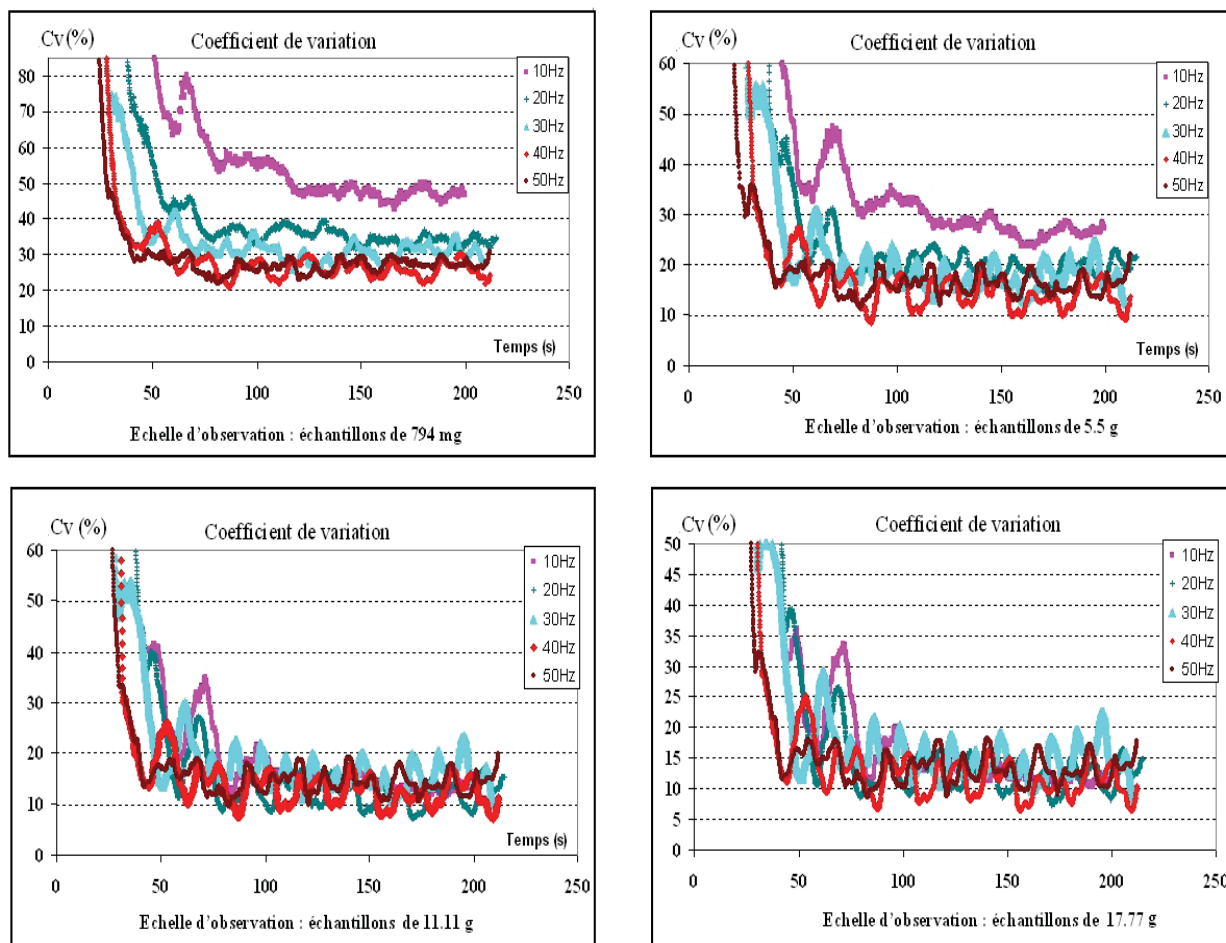 Cv (%)
Coefficient de variation
80
70
60
50
40
30
20
10
0
10Hz
20Hz
30Hz
40Hz
50Hz
Temps (s)
0 50 100 150 200 250
Echelle d'observation : échantillons de 794 mg
Cv (%)
Coefficient de variation
60
50
40
30
20
10
0
10Hz
20Hz
30Hz
40Hz
50Hz
Temps (s)
0 50 100 150 200 250
Echelle d'observation : échantillons de 5.5 g
Cv (%)
Coefficient de variation
60
50
40
30
20
10
0
10Hz
20Hz
30Hz
40Hz
50Hz
Temps (s)
0 50 100 150 200 250
Echelle d'observation : échantillons de 11.11 g
Cv (%)
Coefficient de variation
50
45
40
35
30
25
20
15
10
5
0
10Hz
20Hz
30Hz
40Hz
50Hz
0 50 100 150 200 250
Echelle d'observation : échantillons de 17.77 g